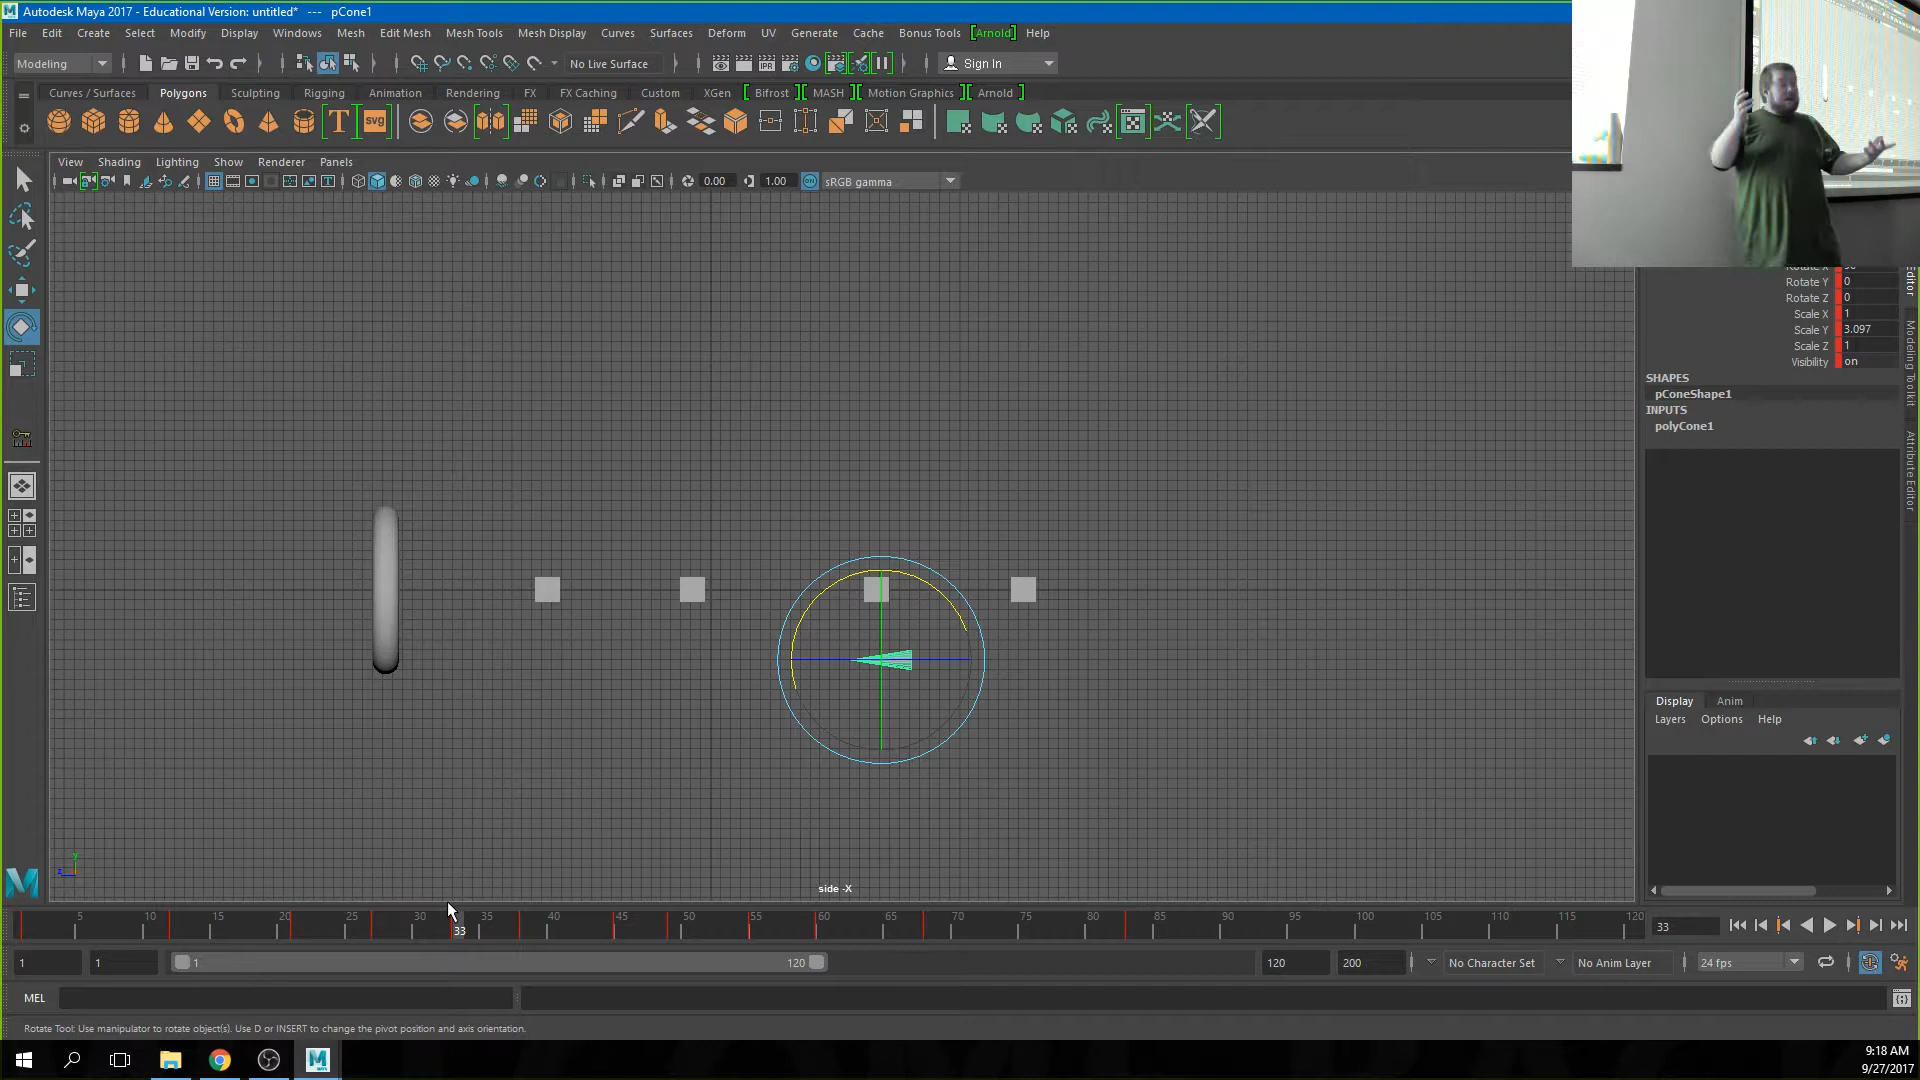 Autodesk Maya 2017 - Educational Version: untitled* --- pCone1
File Edit Create Select Modify Display Windows Mesh Edit Mesh Mesh Tools Mesh Display Curves Surfaces Deform UV Generate Cache Bonus Tools [Arnold] Help
Modeling No Live Surface Sign In
Curves / Surfaces Polygons Sculpting Rigging Animation Rendering FX FX Caching Custom XGen [ Bifrost ] [ MASH ] [ Motion Graphics ] [ Arnold ]
T svg
View Shading Lighting Show Renderer Panels
0.00 1.00 sRGB gamma
Rotate Y 0
Rotate Z 0
Scale X 1
Scale Y 3.097
Scale Z 1
Visibility on
SHAPES
pConeShape1
INPUTS
polyCone1
Editor
Modeling Toolkit
Attribute Editor
Display Anim
Layers Options Help
y
z
side -X
5 10 15 20 25 30 35 40 45 50 55 60 65 70 75 80 85 90 95 100 105 110 115 120
33
33
1 1 1 120 120 200 No Character Set No Anim Layer 24 fps
MEL
Rotate Tool: Use manipulator to rotate object(s). Use D or INSERT to change the pivot position and axis orientation.
9:18 AM
9/27/2017